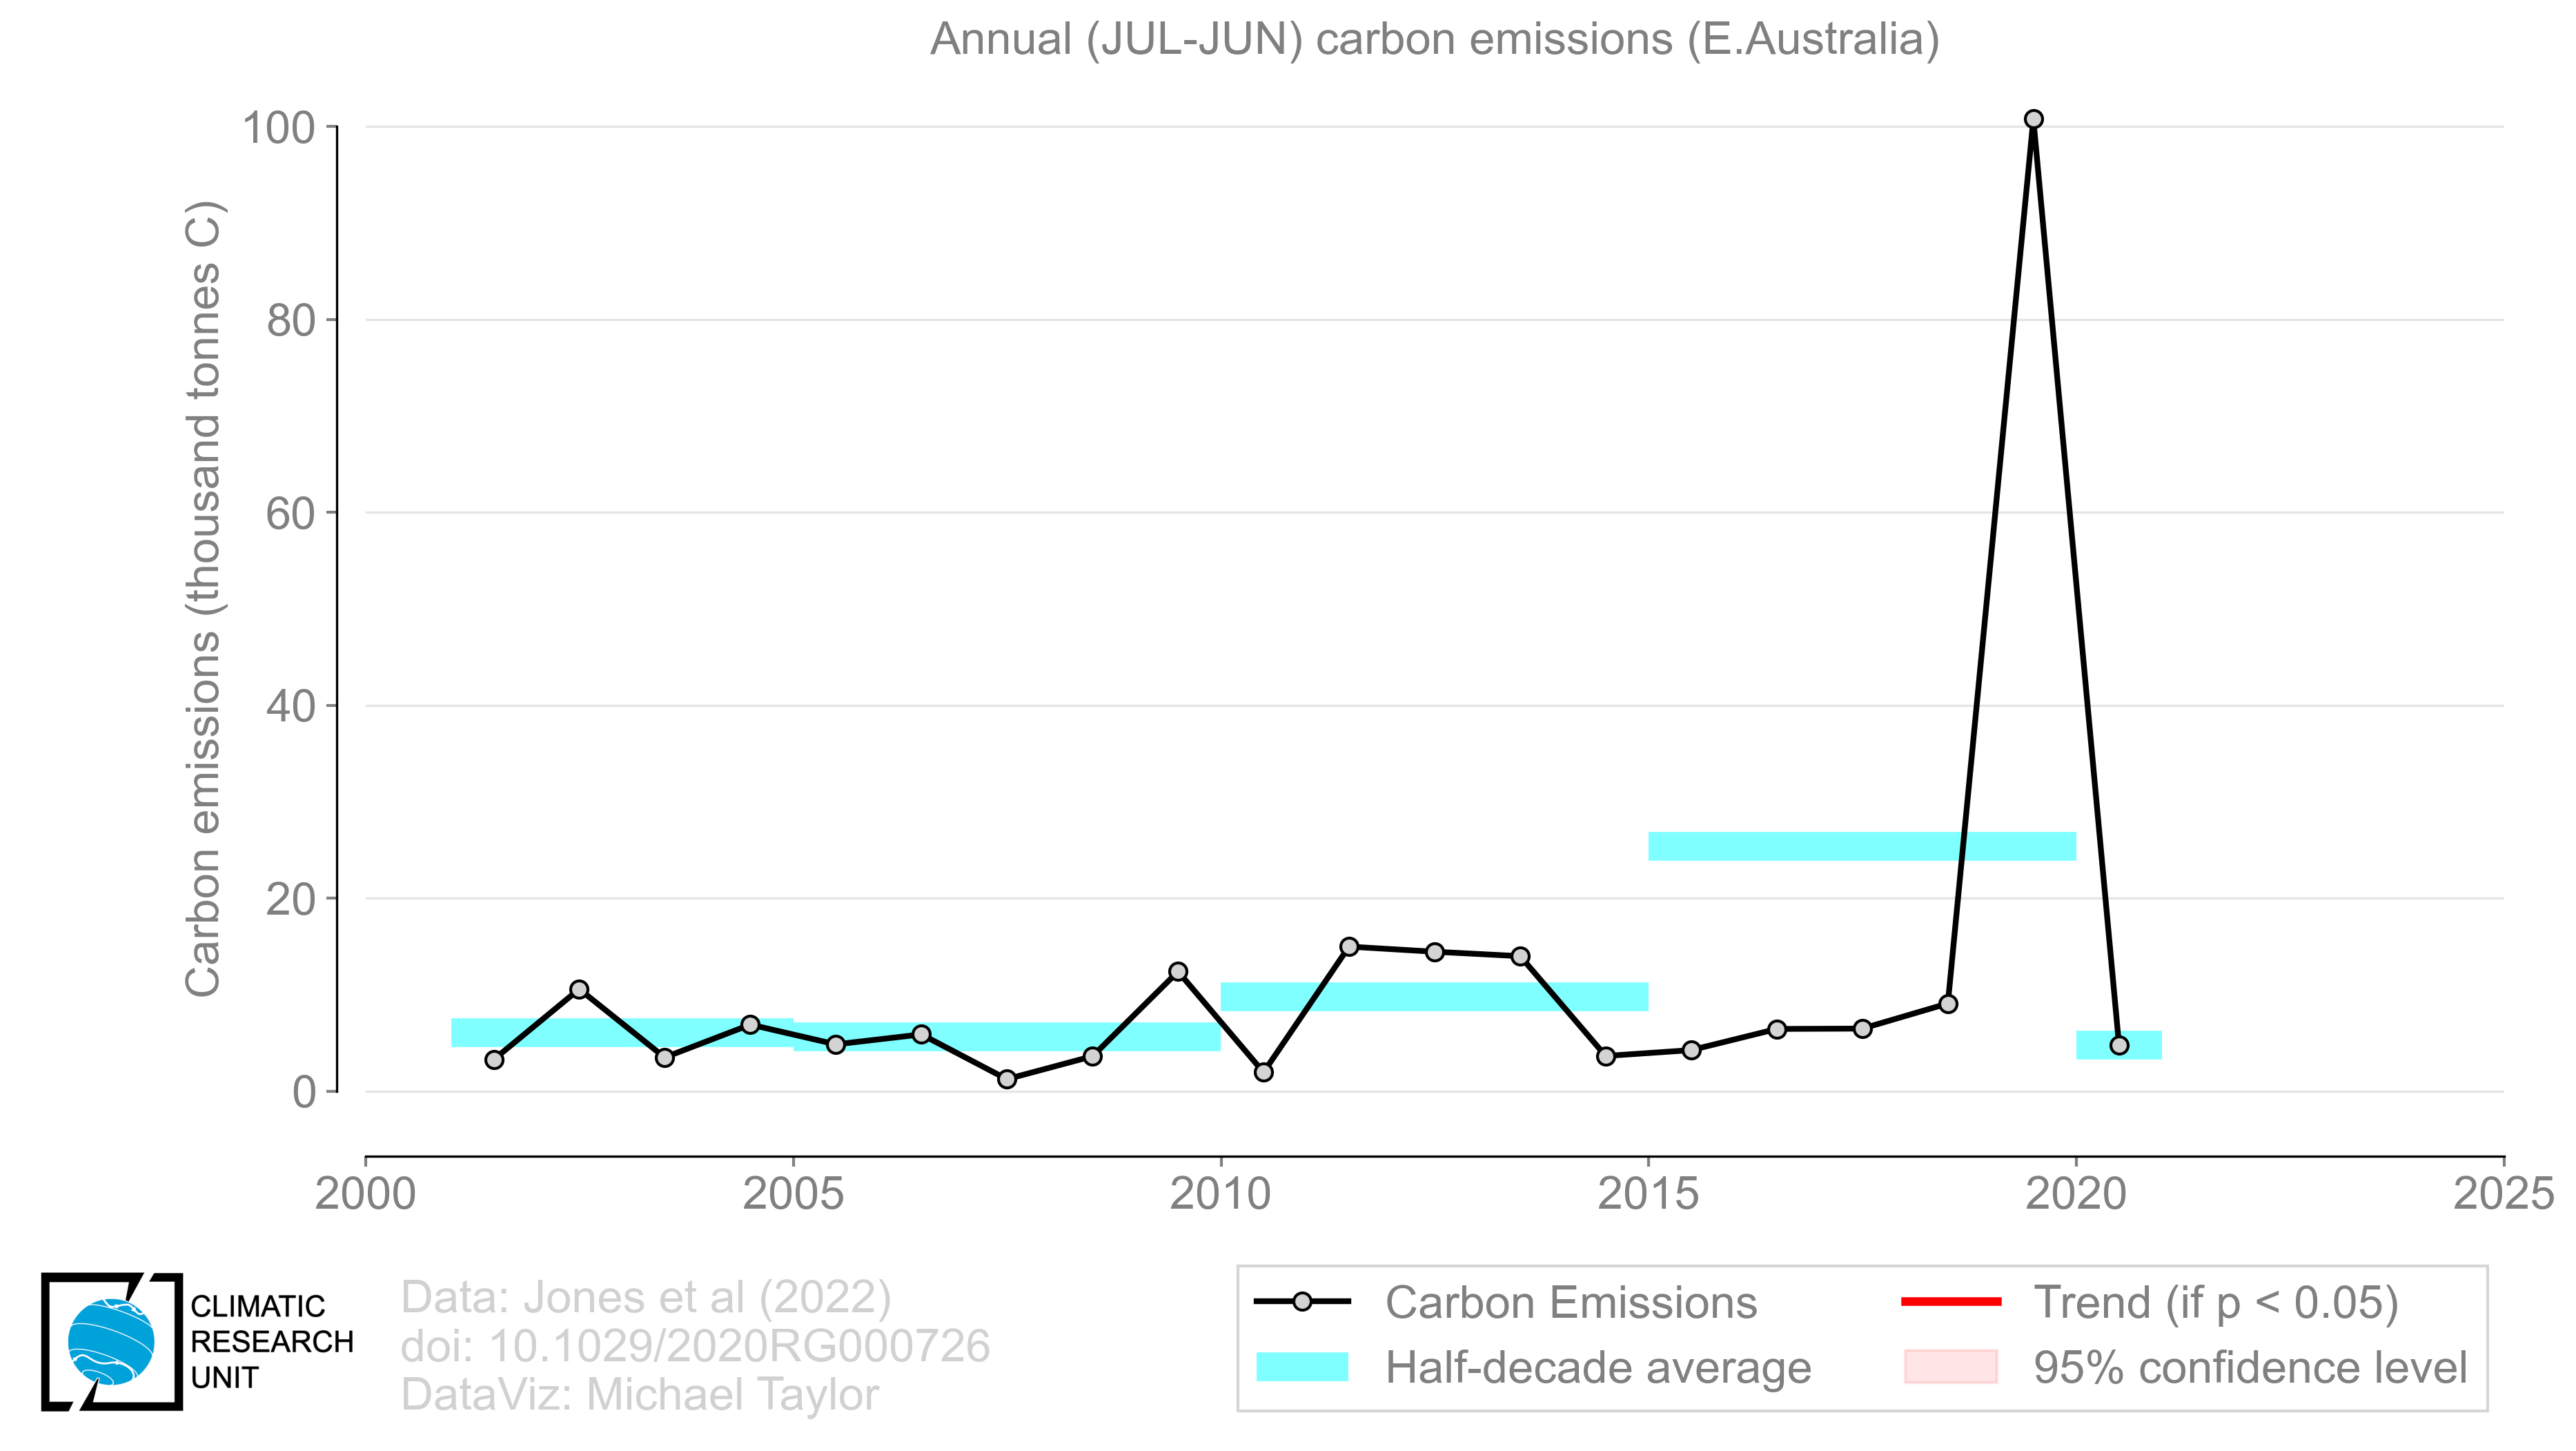 Annual (JUL-JUN) carbon emissions (E.Australia)
Carbon emissions (thousand tonnes C)
100
80
60
40
20
0
2000 2005 2010 2015 2020 2025
CLIMATIC
RESEARCH
UNIT
Data: Jones et al (2022)
doi: 10.1029/2020RG000726
DataViz: Michael Taylor
Carbon Emissions
Half-decade average
Trend (if p < 0.05)
95% confidence level